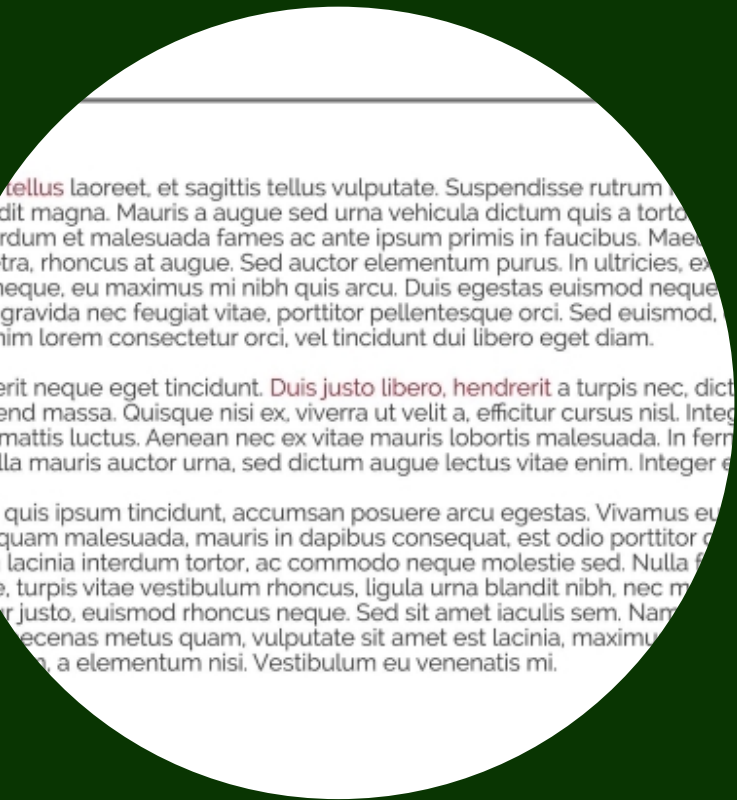 tellus laoreet, et sagittis tellus vulputate. Suspendisse rutrum
dit magna. Mauris a augue sed urna vehicula dictum quis a torto
rdum et malesuada fames ac ante ipsum primis in faucibus. Maec
tra, rhoncus at augue. Sed auctor elementum purus. In ultricies, ex
neque, eu maximus mi nibh quis arcu. Duis egestas euismod neque
gravida nec feugiat vitae, porttitor pellentesque orci. Sed euismod,
nim lorem consectetur orci, vel tincidunt dui libero eget diam.
erit neque eget tincidunt. Duis justo libero, hendrerit a turpis nec, dict
end massa. Quisque nisi ex, viverra ut velit a, efficitur cursus nisl. Integ
mattis luctus. Aenean nec ex vitae mauris lobortis malesuada. In ferm
lla mauris auctor urna, sed dictum augue lectus vitae enim. Integer
quis ipsum tincidunt, accumsan posuere arcu egestas. Vivamus eu
quam malesuada, mauris in dapibus consequat, est odio porttitor
lacinia interdum tortor, ac commodo neque molestie sed. Nulla
, turpis vitae vestibulum rhoncus, ligula urna blandit nibh, nec m
r justo, euismod rhoncus neque. Sed sit amet iaculis sem. Nam
ecenas metus quam, vulputate sit amet est lacinia, maximu
, a elementum nisi. Vestibulum eu venenatis mi.